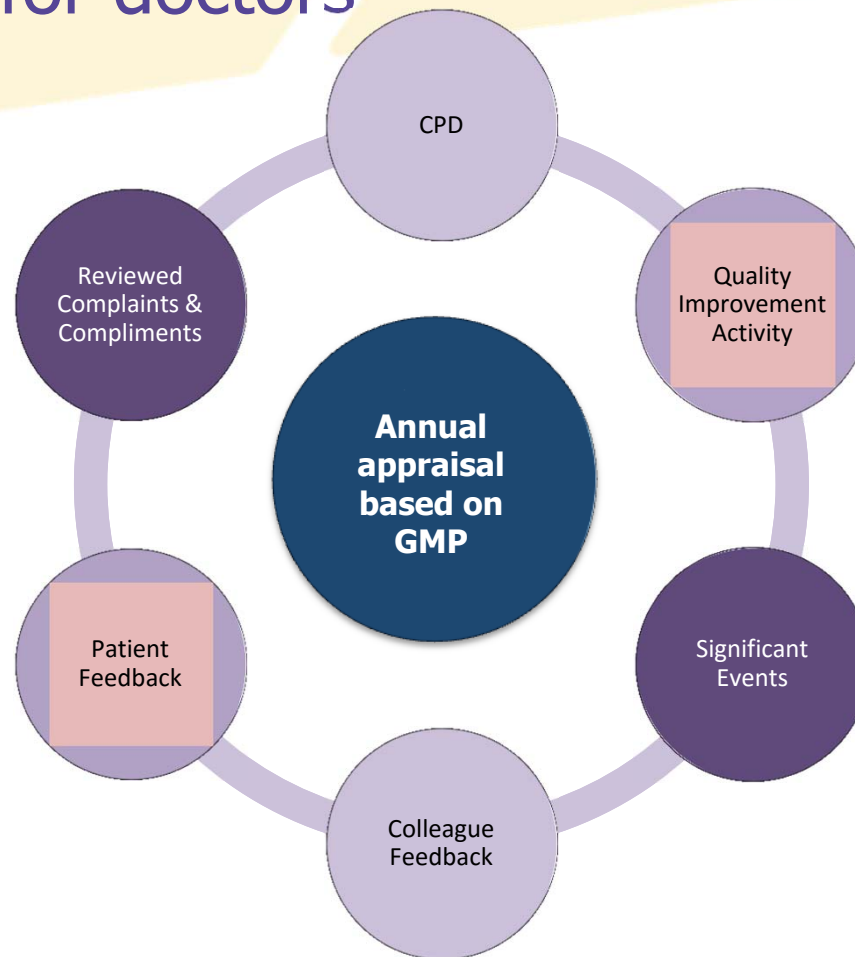 for doctors
CPD
Quality
Improvement
Activity
Significant
Events
Colleague
Feedback
Patient
Feedback
Reviewed
Complaints &
Compliments
Annual
appraisal
based on
GMP